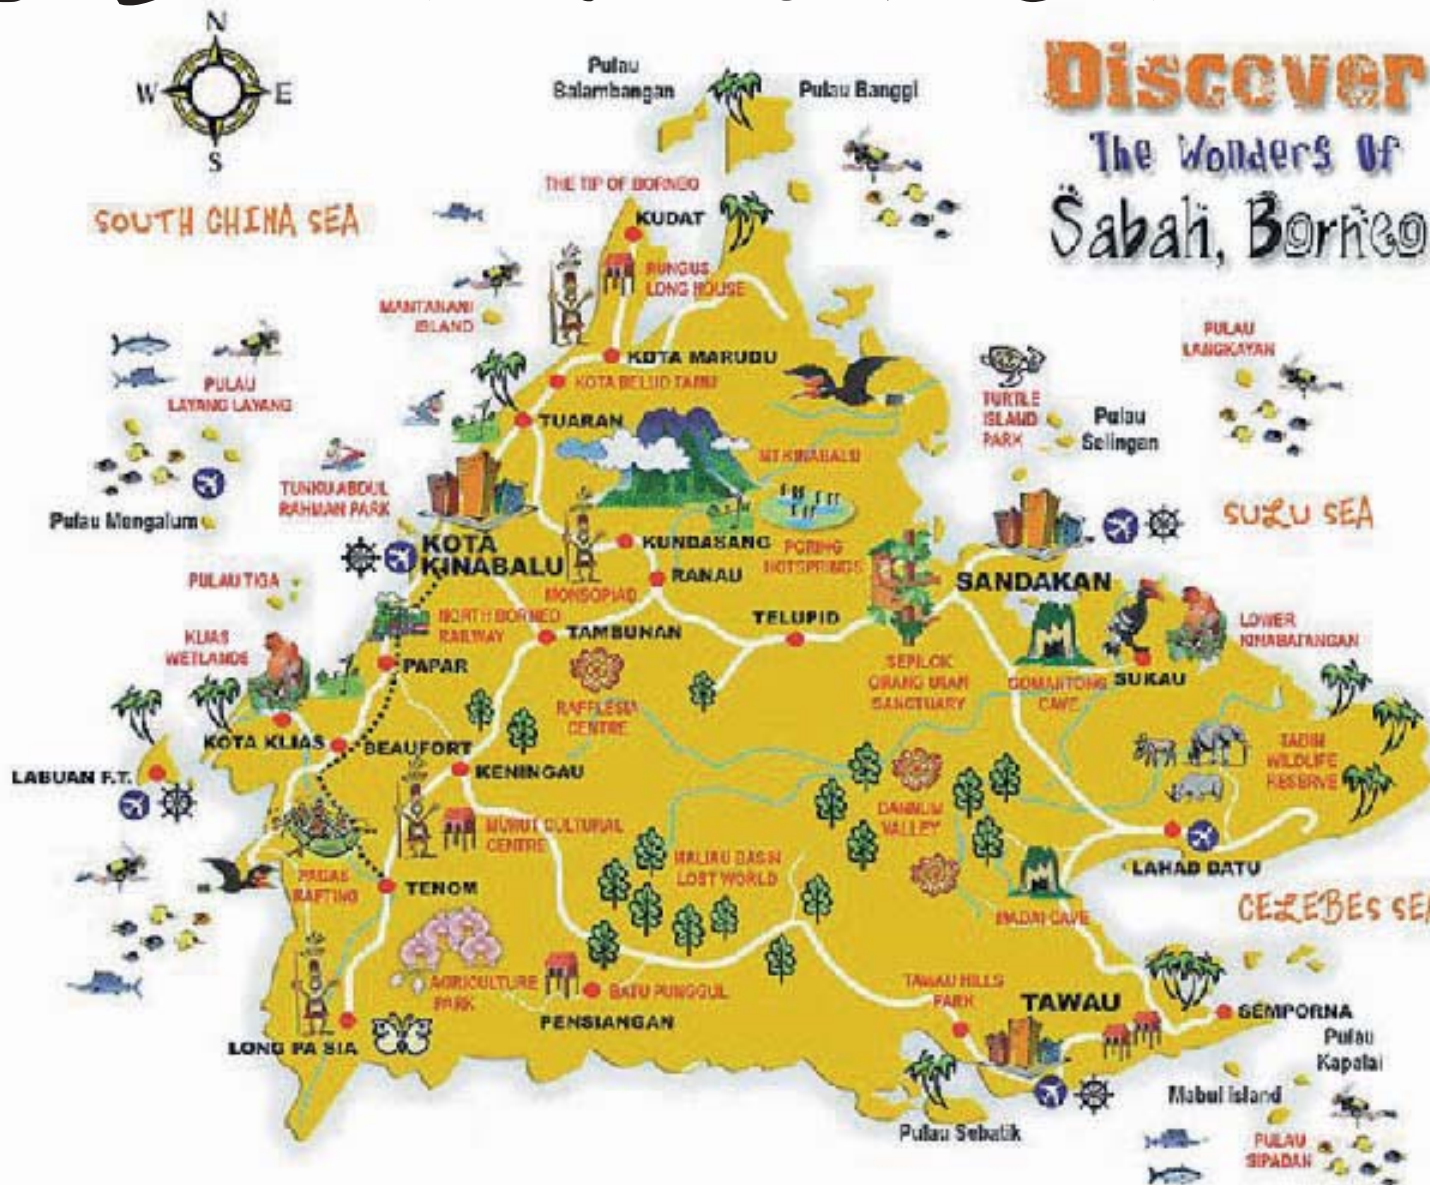 N
W E
S
Discover
The Wonders Of
Sabah, Borneo
Pulau
Balambangan
Pulau Banggi
THE TIP OF BORNEO
KUDAT
SOUTH CHINA SEA
RUNGUS
LONG HOUSE
MANTANANI
ISLAND
PULAU
LANGKAYAN
KOTA MARUDU
KOTA BELUD TAMU
PULAU
LAYANG LAYANG
TURTLE
ISLAND
PARK
Pulau
Selingan
TUARAN
MT KINABALU
TUNKU ABDUL
RAHMAN PARK
Pulau Mengalum
SULU SEA
KOTA
KINABALU
KUNDASANG
PORING
HOTSPRINGS
RANAU
MONSOPIAD
SANDAKAN
PULAU TIGA
NORTH BORNEO
RAILWAY
TAMBUNAN
TELUPID
LOWER
KINABATANGAN
KLIAS
WETLANDS
PAPAR
SEPILOK
ORANG UTAN
SANCTUARY
GOMANTONG
CAVE
SUKAU
RAFFLESIA
CENTRE
KOTA KLIAS
BEAUFORT
TABIN
WILDLIFE
RESERVE
LABUAN F.T.
KENINGAU
DANNUM
VALLEY
MURUT CULTURAL
CENTRE
MALIAU BASIN
LOST WORLD
LAHAD DATU
PADAS
RAFTING
TENOM
MADAI CAVE
CELEBES SEA
AGRICULTURE
PARK
BATU PUNGGUL
TAWAU HILLS
PARK
TAWAU
SEMPORNA
PENSIANGAN
LONG PA SIA
Pulau
Kapalai
Mabul island
Pulau Sebatik
PULAU
SIPADAN